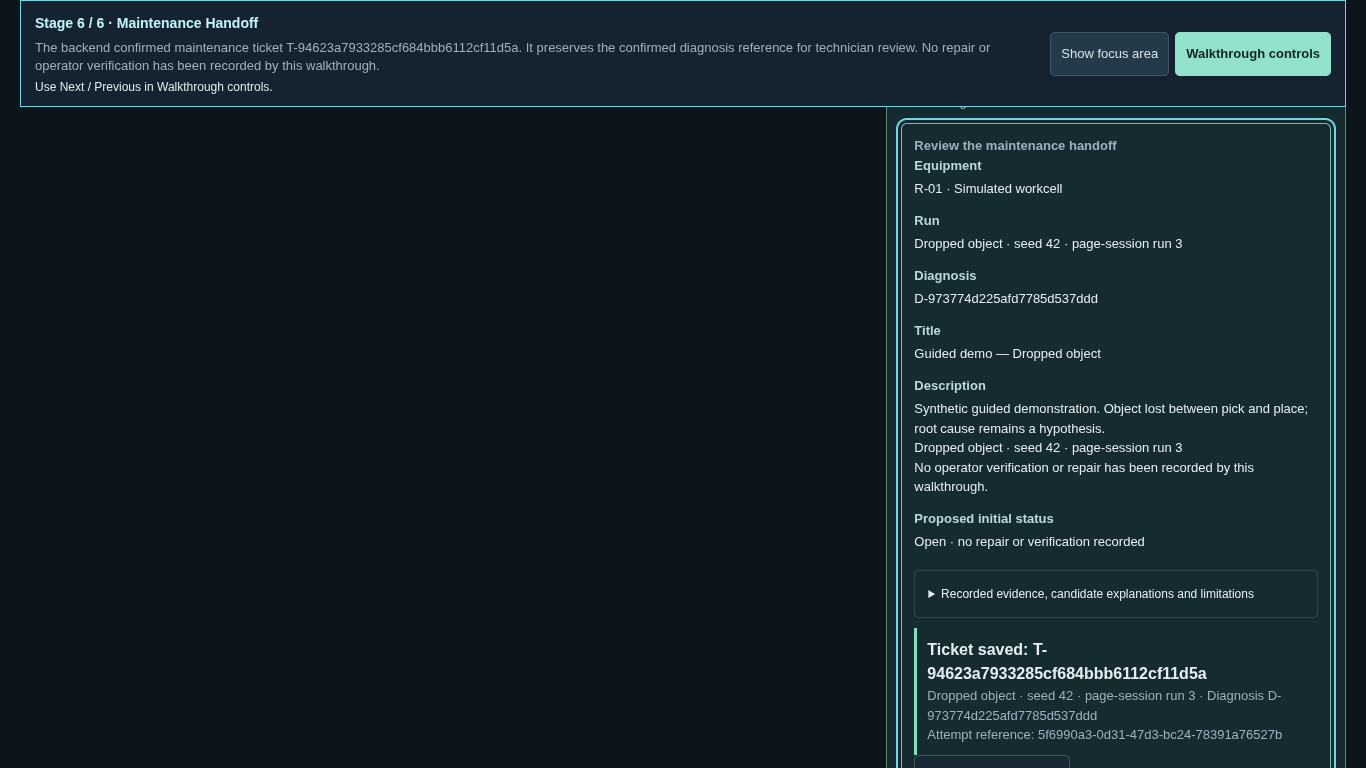 Stage 6 / 6 · Maintenance Handoff
The backend confirmed maintenance ticket T-94623a7933285cf684bbb6112cf11d5a. It preserves the confirmed diagnosis reference for technician review. No repair or
operator verification has been recorded by this walkthrough.
Use Next / Previous in Walkthrough controls.
Show focus area
Walkthrough controls
Review the maintenance handoff
Equipment
R-01 · Simulated workcell
Run
Dropped object · seed 42 · page-session run 3
Diagnosis
D-973774d225afd7785d537ddd
Title
Guided demo — Dropped object
Description
Synthetic guided demonstration. Object lost between pick and place;
root cause remains a hypothesis.
Dropped object · seed 42 · page-session run 3
No operator verification or repair has been recorded by this
walkthrough.
Proposed initial status
Open · no repair or verification recorded
Recorded evidence, candidate explanations and limitations
Ticket saved: T-
94623a7933285cf684bbb6112cf11d5a
Dropped object · seed 42 · page-session run 3 · Diagnosis D-
973774d225afd7785d537ddd
Attempt reference: 5f6990a3-0d31-47d3-bc24-78391a76527b